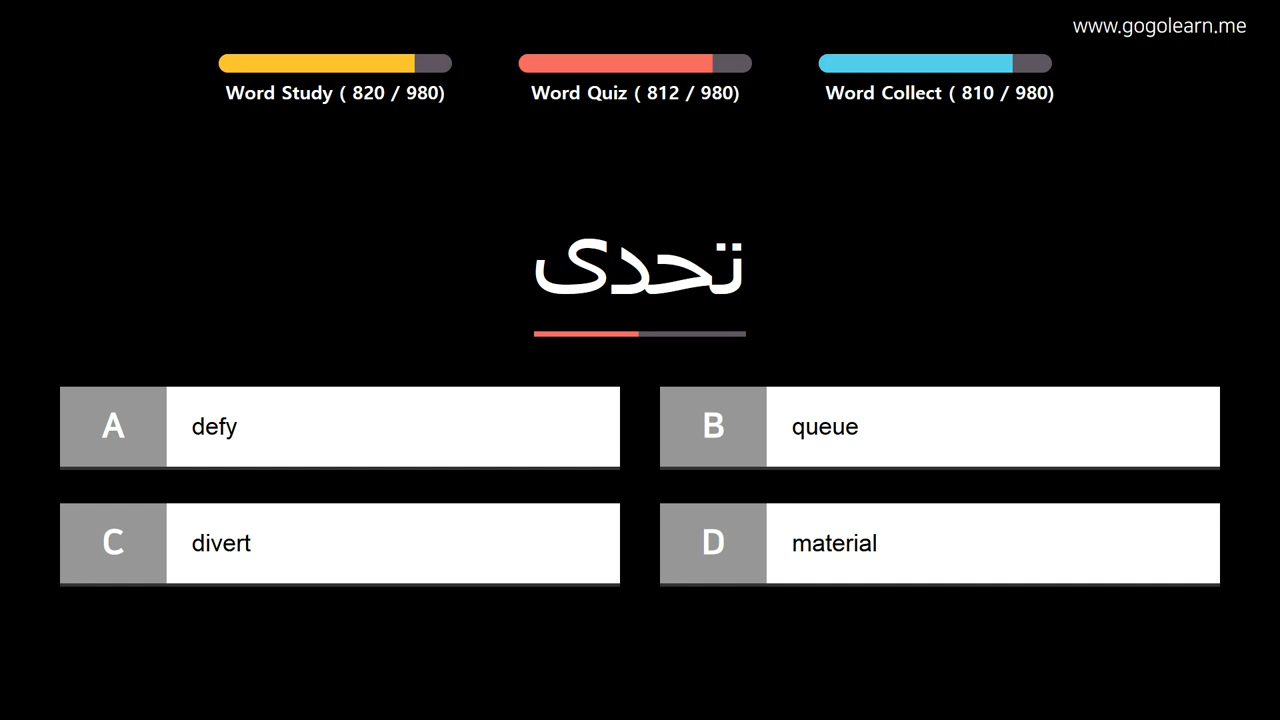 www.gogolearn.me
Word Study ( 820 / 980)
Word Quiz ( 812 / 980)
Word Collect ( 810 / 980)
تحدى
A defy
B queue
C divert
D material